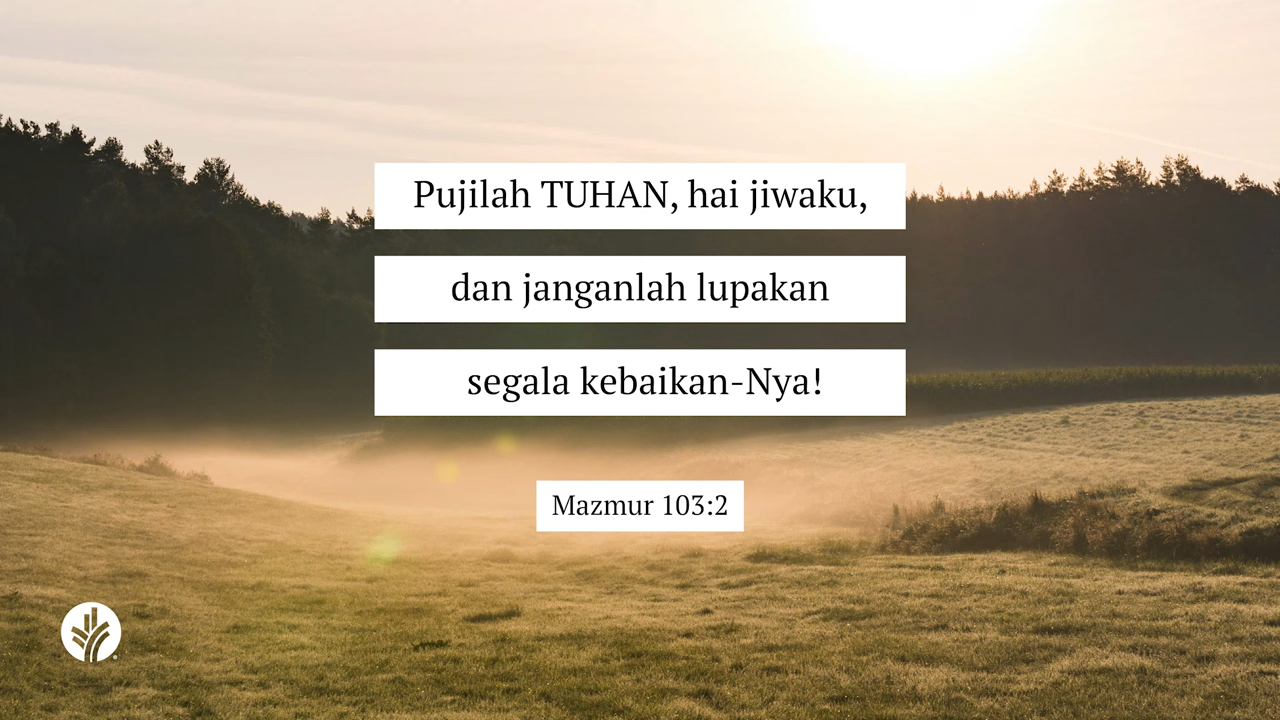 Pujilah TUHAN, hai jiwaku,
dan janganlah lupakan
segala kebaikan-Nya!
Mazmur 103:2